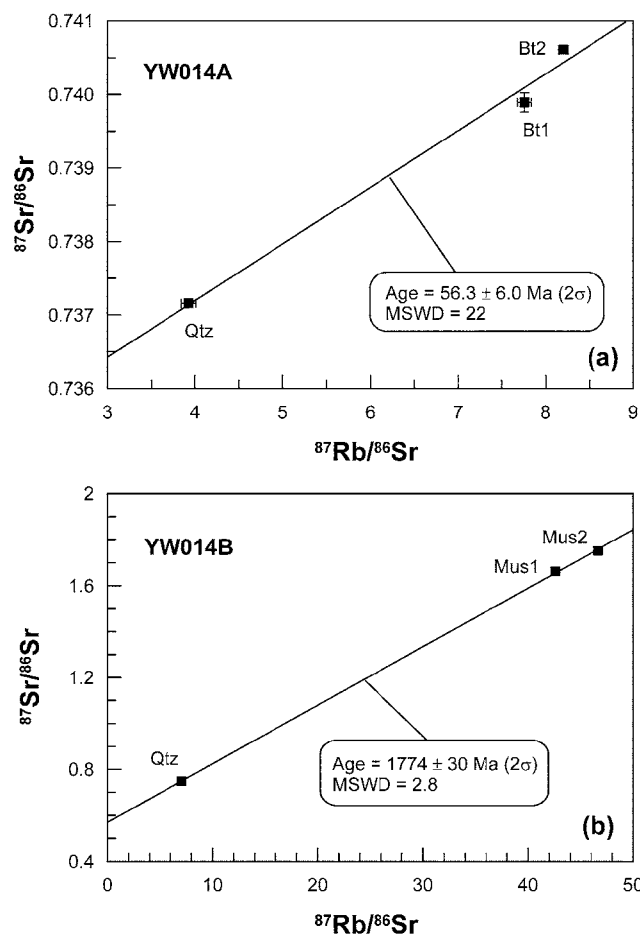 0.741
0.740
0.739
0.738
0.737
0.736
⁸⁷Sr/⁸⁶Sr
YW014A
Bt2
Bt1
Qtz
Age = 56.3 ± 6.0 Ma (2σ)
MSWD = 22
(a)
3 4 5 6 7 8 9
⁸⁷Rb/⁸⁶Sr
2
1.6
1.2
0.8
0.4
⁸⁷Sr/⁸⁶Sr
YW014B
Mus2
Mus1
Qtz
Age = 1774 ± 30 Ma (2σ)
MSWD = 2.8
(b)
0 10 20 30 40 50
⁸⁷Rb/⁸⁶Sr